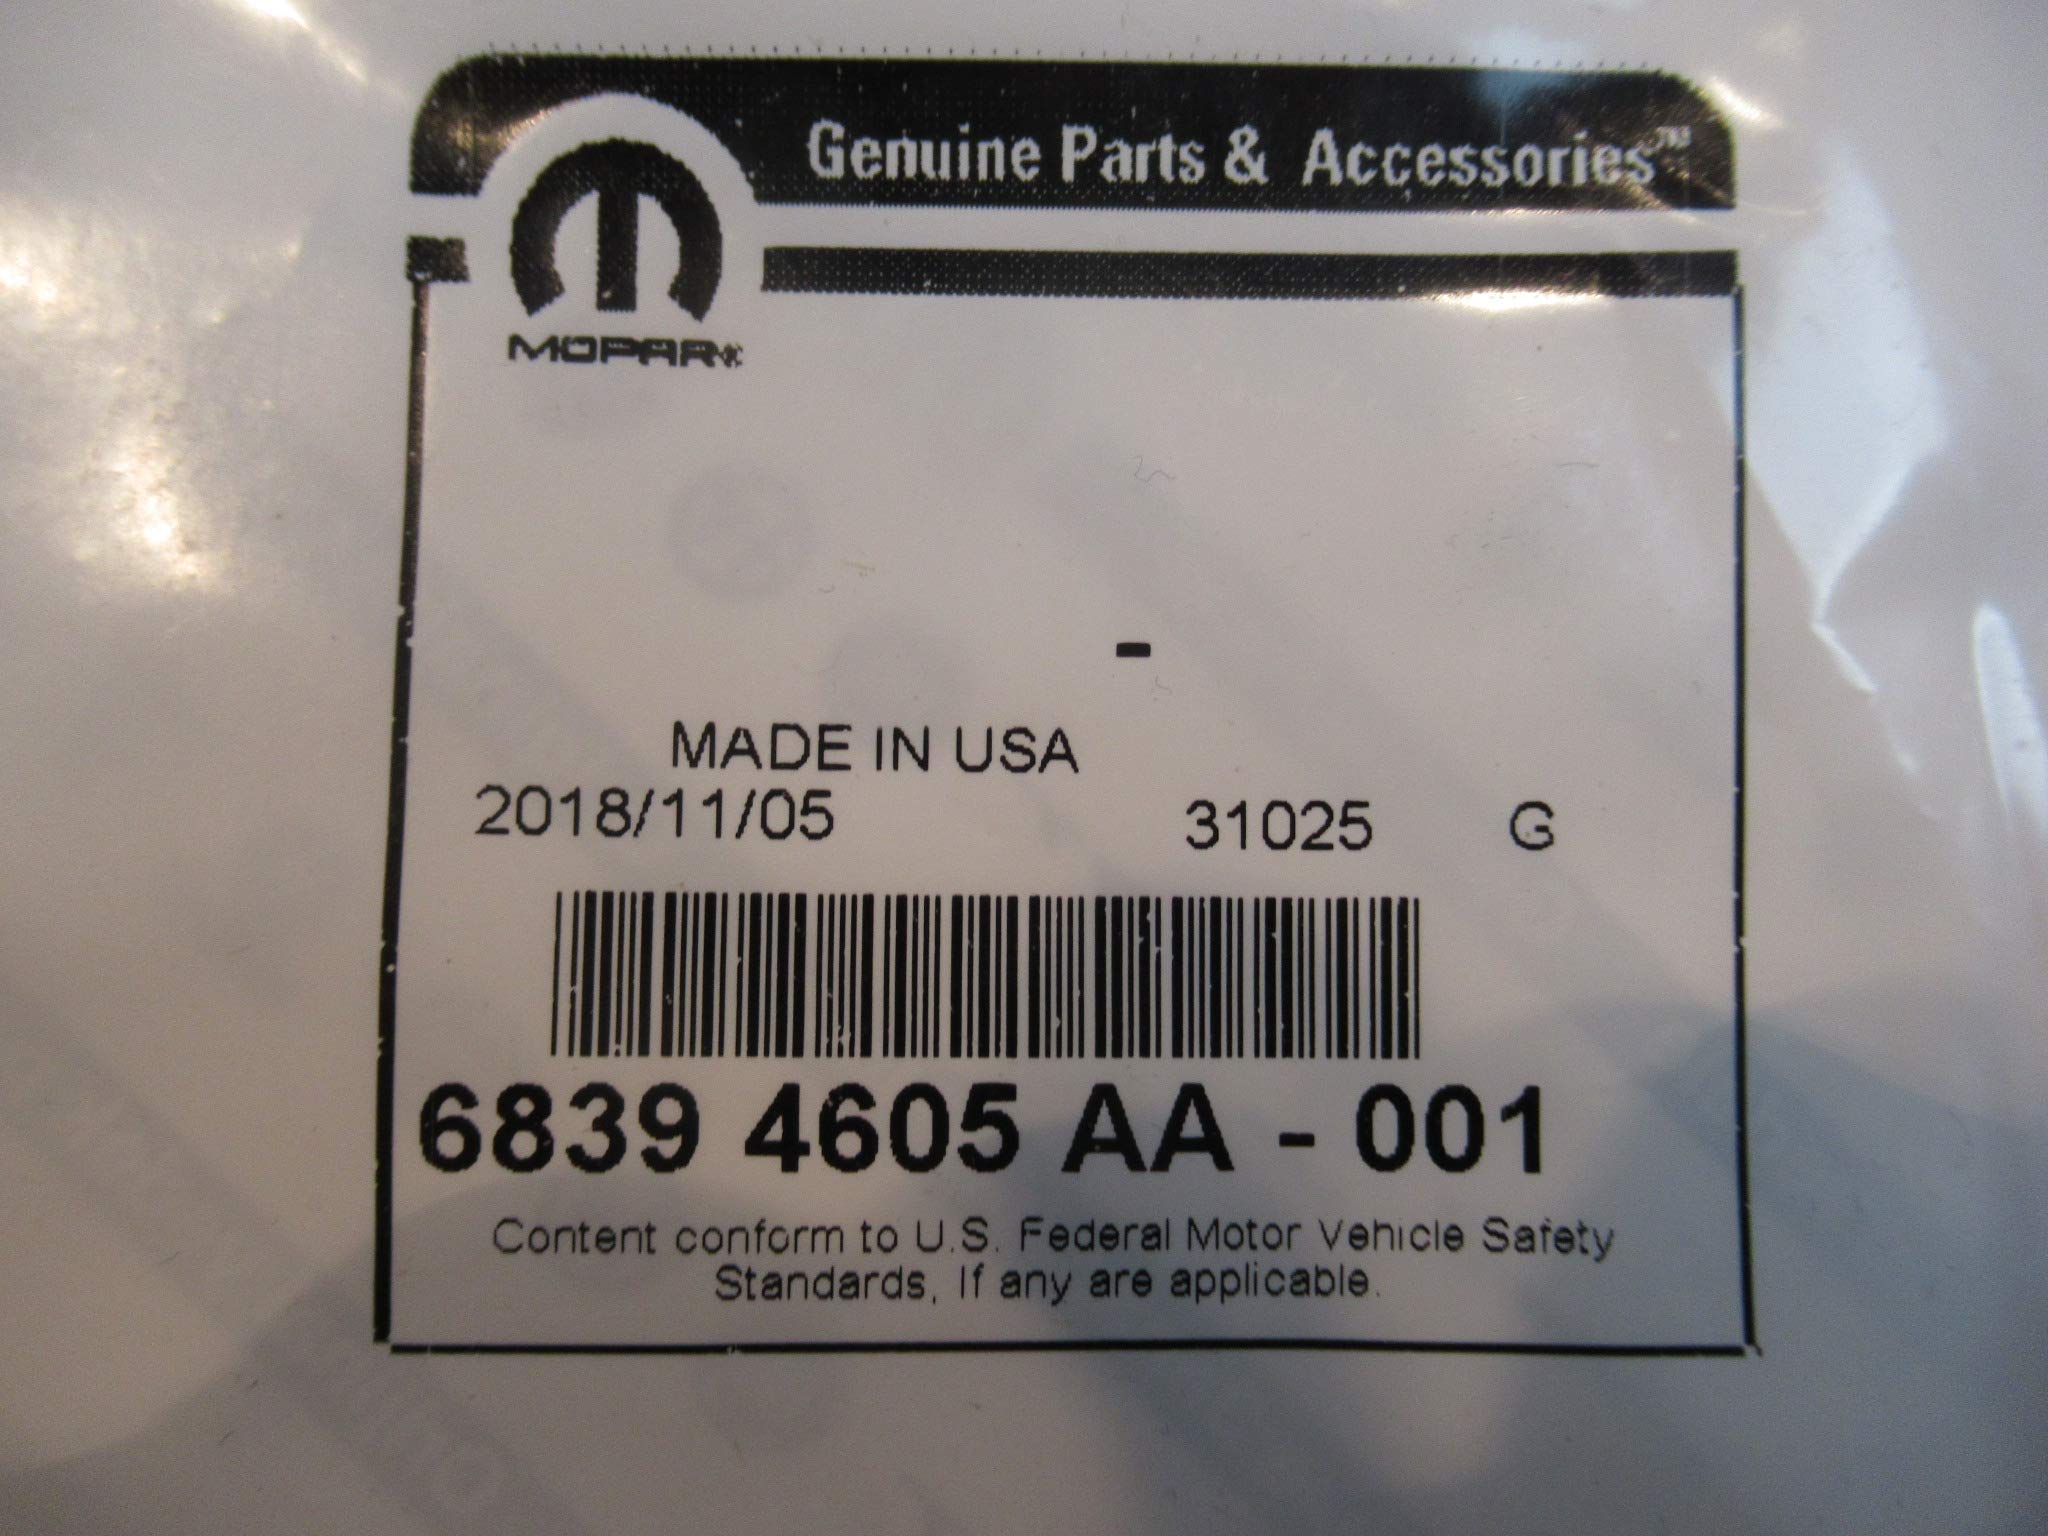 Genuine Parts & Accessories™
MOPAR
-
MADE IN USA
2018/11/05 31025 G
6839 4605 AA - 001
Content conform to U.S. Federal Motor Vehicle Safety
Standards, If any are applicable.